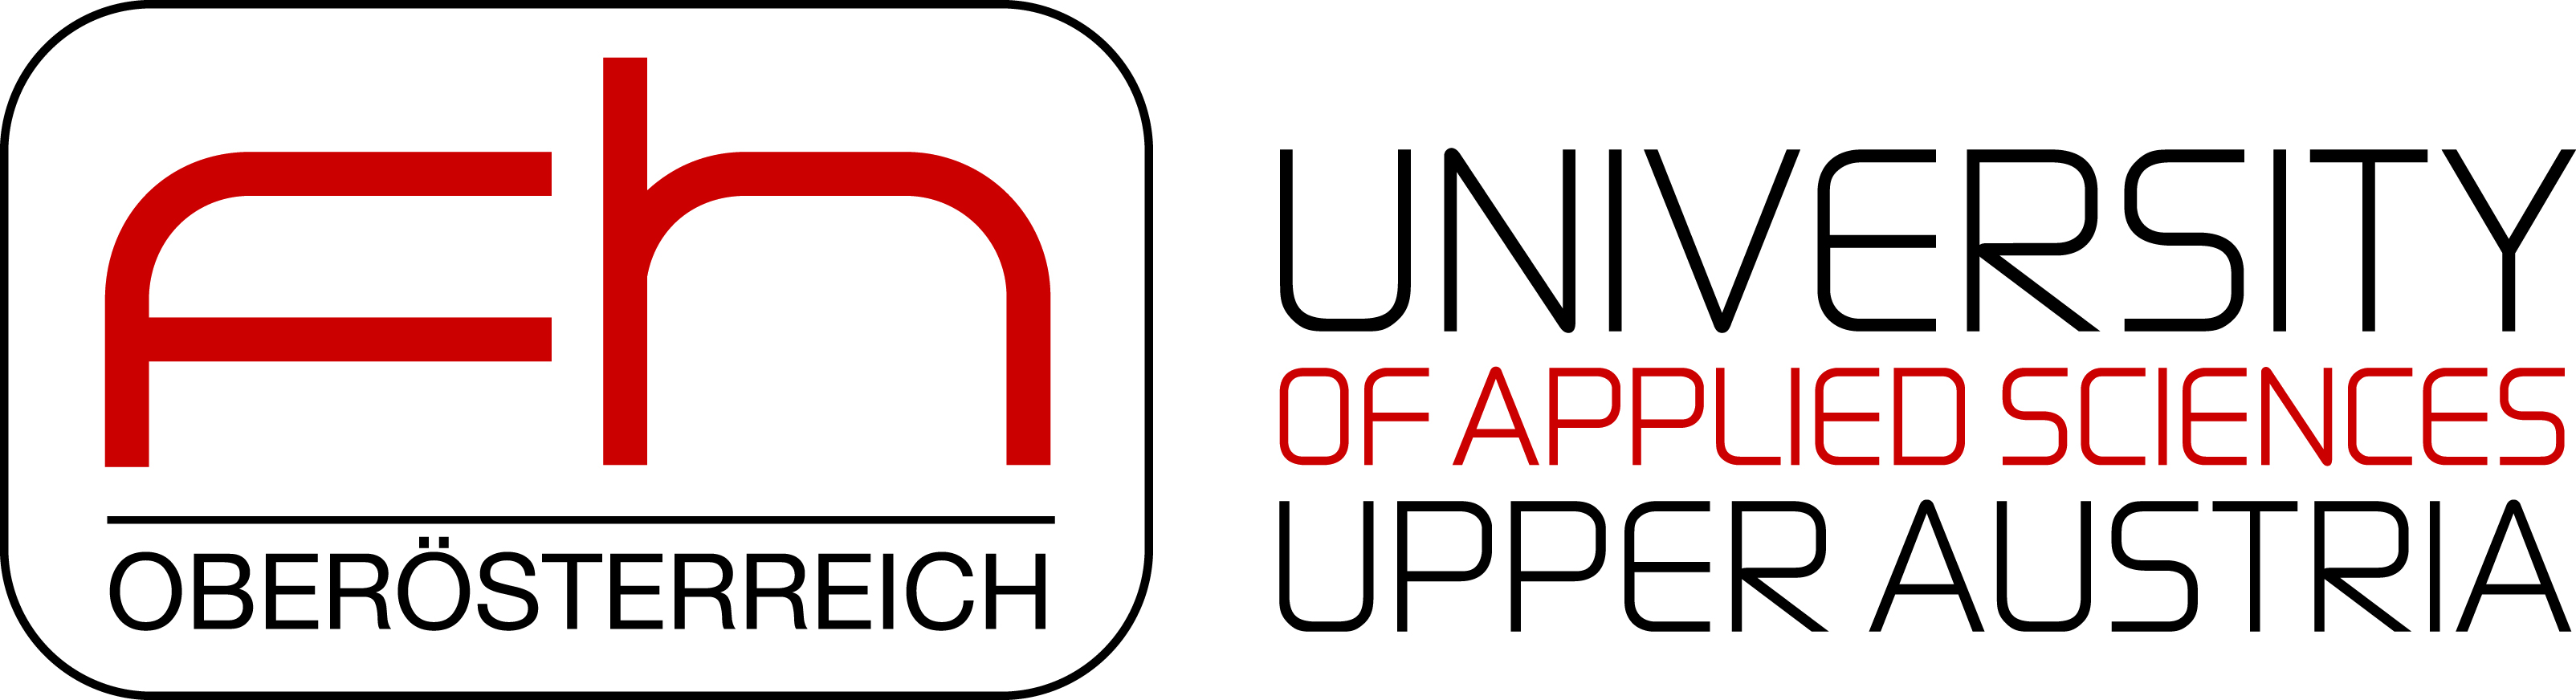 fh
OBERÖSTERREICH
UNIVERSITY
OF APPLIED SCIENCES
UPPER AUSTRIA